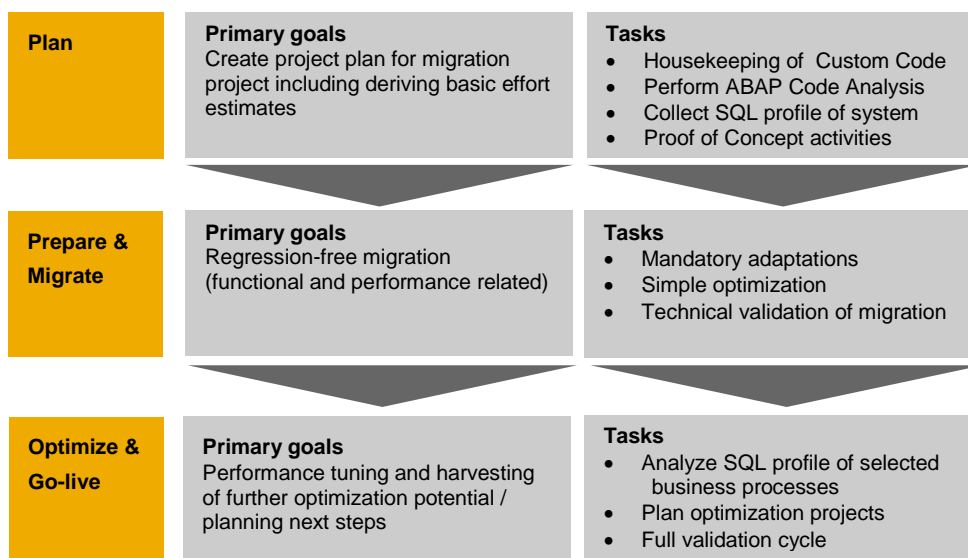 Plan
Primary goals
Create project plan for migration
project including deriving basic effort
estimates
Tasks
• Housekeeping of Custom Code
• Perform ABAP Code Analysis
• Collect SQL profile of system
• Proof of Concept activities
Prepare &
Migrate
Primary goals
Regression-free migration
(functional and performance related)
Tasks
• Mandatory adaptations
• Simple optimization
• Technical validation of migration
Optimize &
Go-live
Primary goals
Performance tuning and harvesting
of further optimization potential /
planning next steps
Tasks
• Analyze SQL profile of selected
business processes
• Plan optimization projects
• Full validation cycle